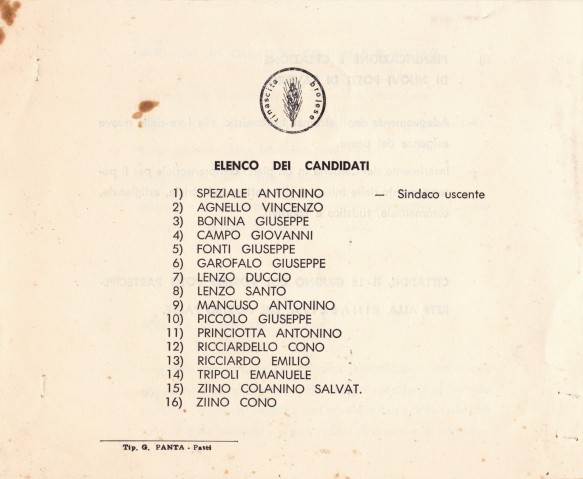 rinascita brolese
ELENCO DEI CANDIDATI
1) SPEZIALE ANTONINO — Sindaco uscente
2) AGNELLO VINCENZO
3) BONINA GIUSEPPE
4) CAMPO GIOVANNI
5) FONTI GIUSEPPE
6) GAROFALO GIUSEPPE
7) LENZO DUCCIO
8) LENZO SANTO
9) MANCUSO ANTONINO
10) PICCOLO GIUSEPPE
11) PRINCIOTTA ANTONINO
12) RICCIARDELLO CONO
13) RICCIARDO EMILIO
14) TRIPOLI EMANUELE
15) ZIINO COLANINO SALVAT.
16) ZIINO CONO
Tip. G. PANTA - Patti